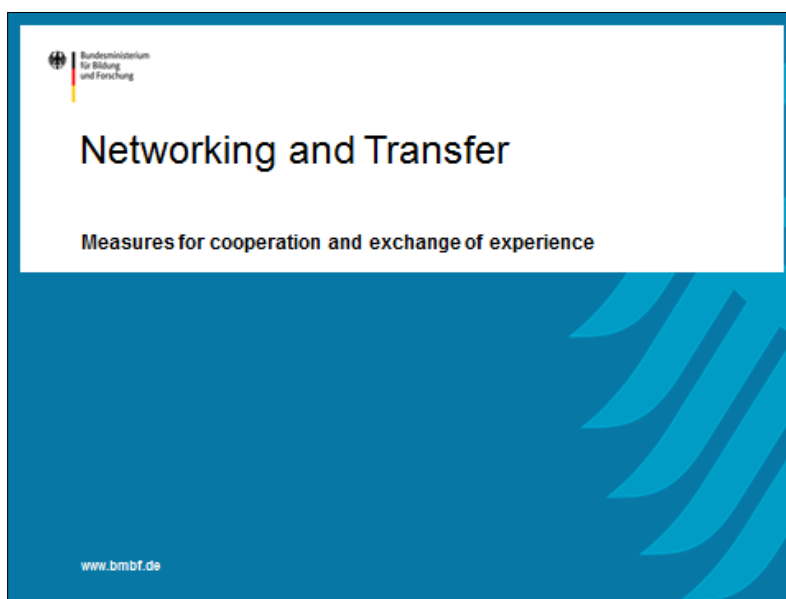 Bundesministerium
für Bildung
und Forschung
Networking and Transfer
Measures for cooperation and exchange of experience
www.bmbf.de